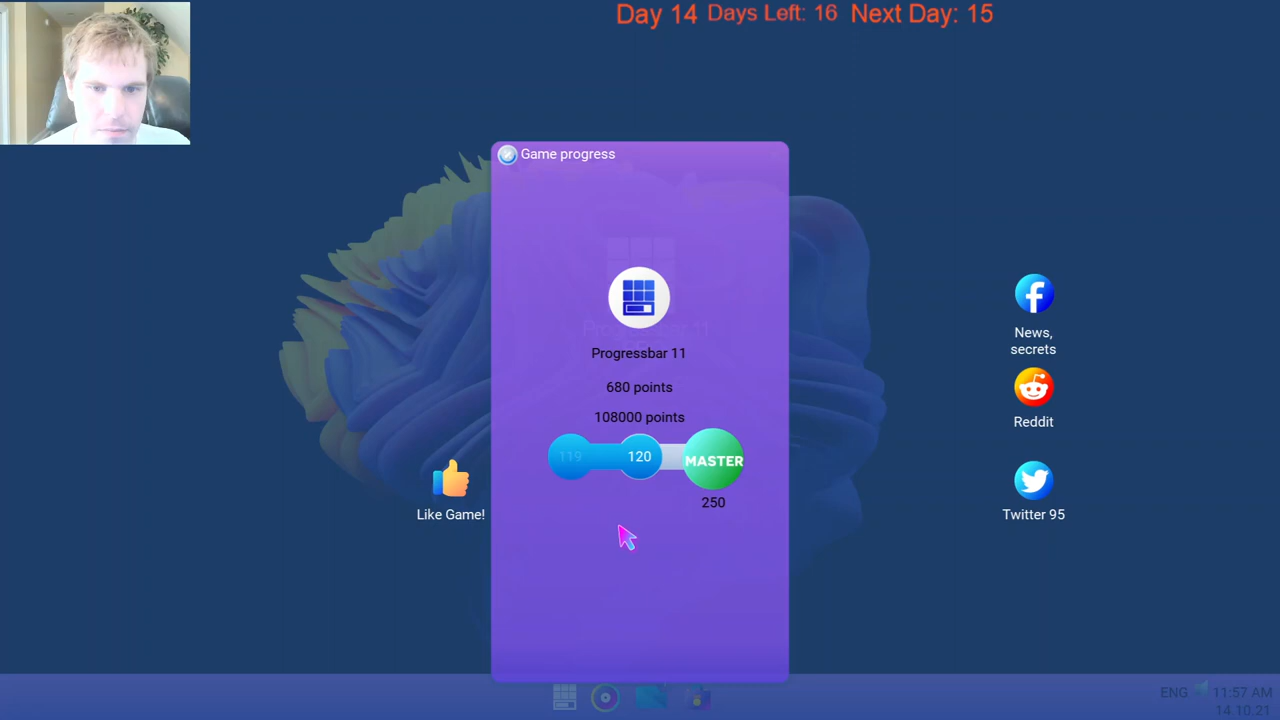 Day 14 Days Left: 16 Next Day: 15
Game progress
Progressbar 11
680 points
108000 points
119
120
MASTER
250
Like Game!
News,
secrets
Reddit
Twitter 95
ENG 11:57 AM
14.10.21